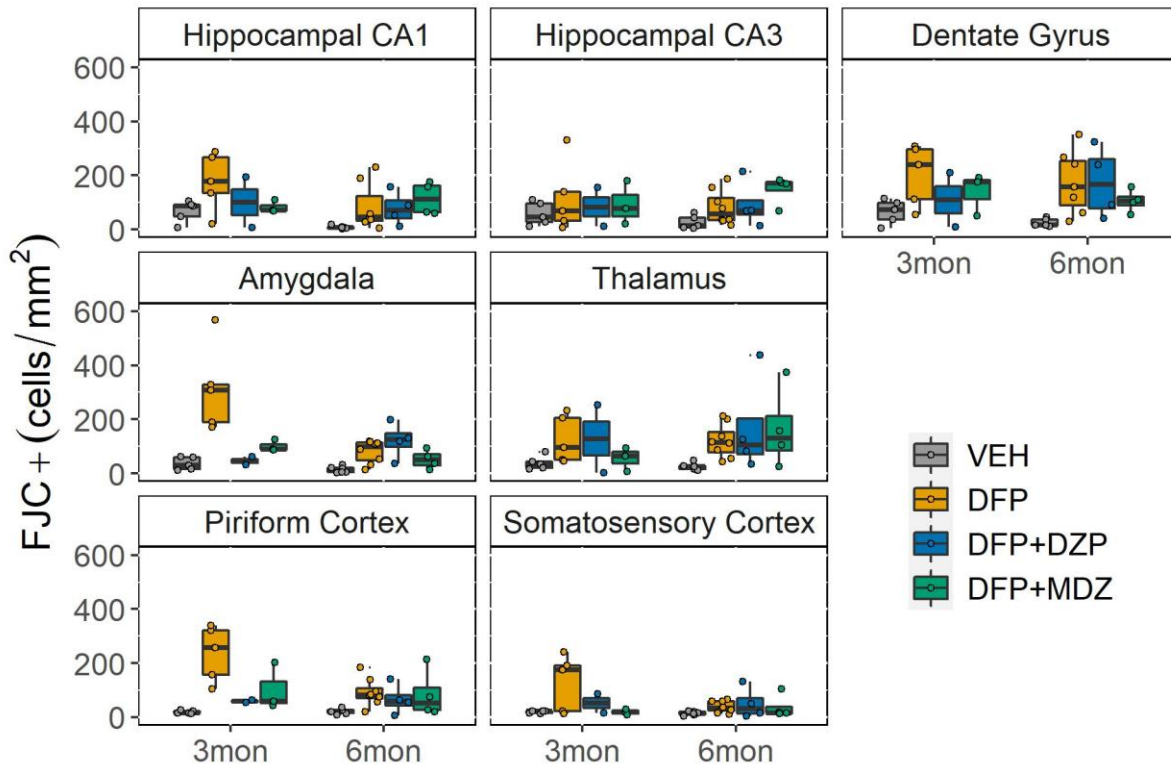 Hippocampal CA1
Hippocampal CA3
Dentate Gyrus
600
400
200
0
3mon
6mon
Amygdala
Thalamus
600
400
200
0
FJC + (cells/mm²)
Piriform Cortex
Somatosensory Cortex
600
400
200
0
3mon
6mon
3mon
6mon
VEH
DFP
DFP+DZP
DFP+MDZ